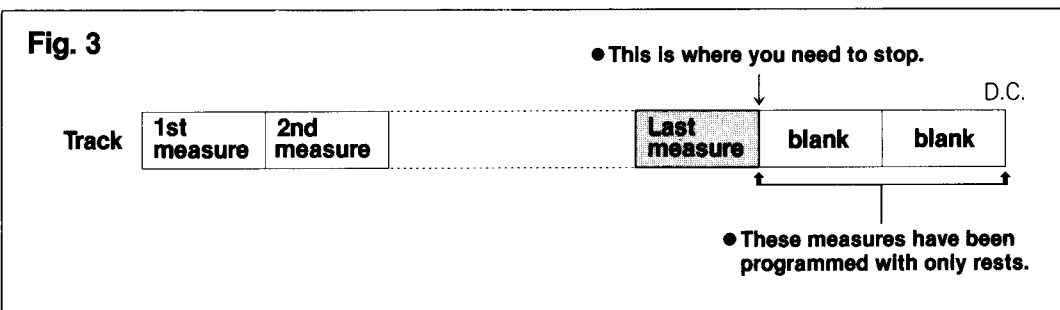 Fig. 3
● This is where you need to stop.
D.C.
Track
1st
measure
2nd
measure
Last
measure
blank
blank
● These measures have been
programmed with only rests.